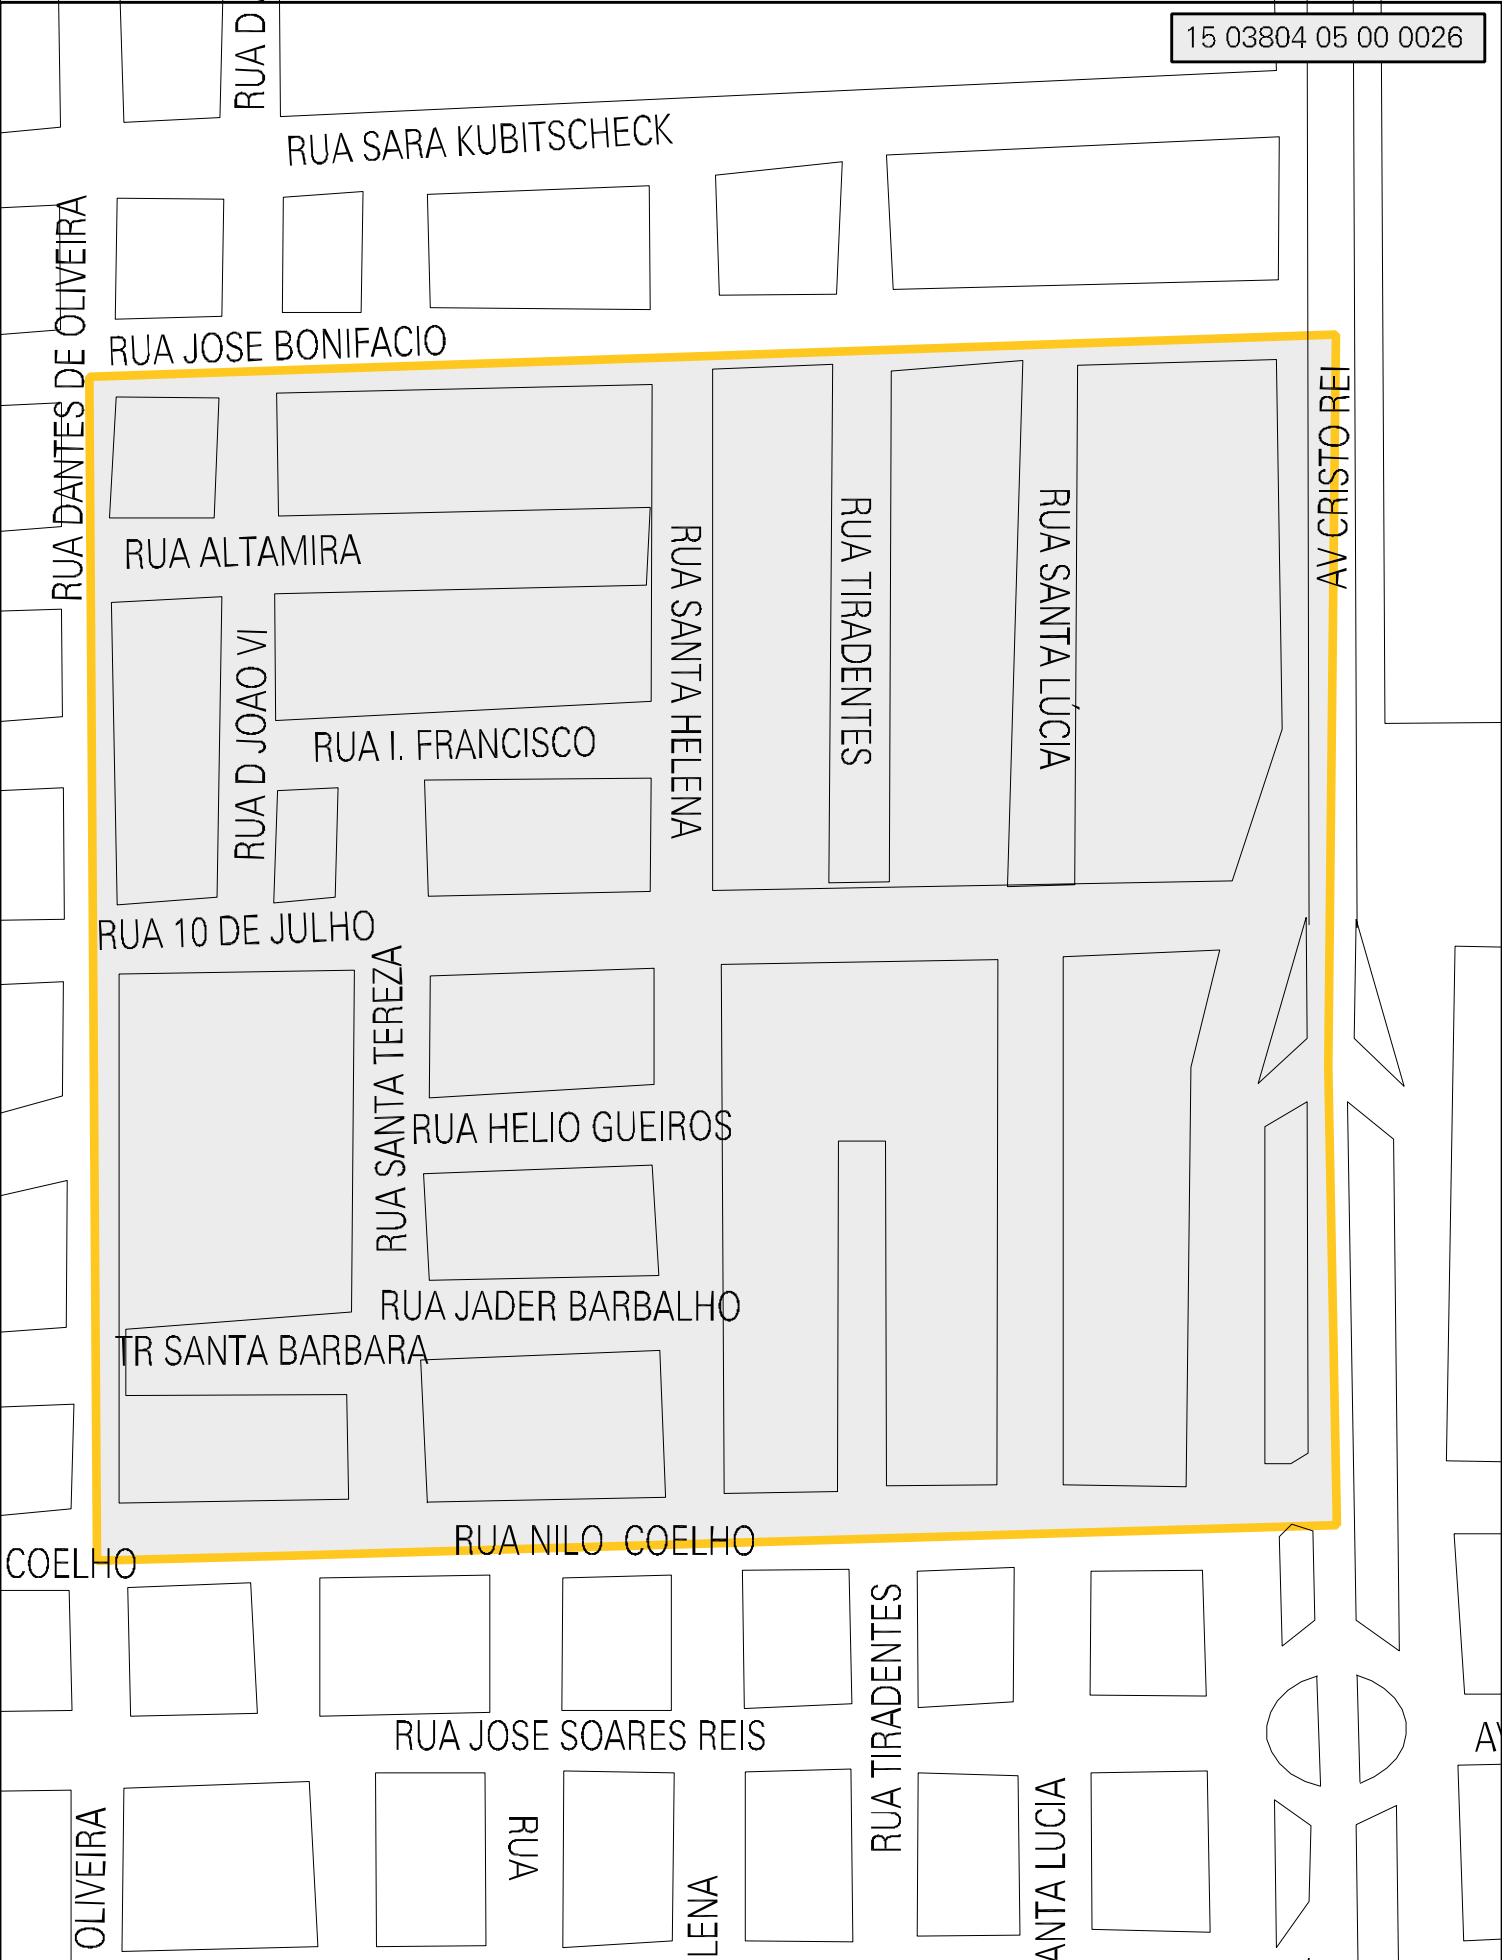 RUA D
15 03804 05 00 0026
RUA SARA KUBITSCHECK
RUA DANTES DE OLIVEIRA
RUA JOSE BONIFACIO
AV CRISTO REI
RUA ALTAMIRA
RUA SANTA HELENA
RUA TIRADENTES
RUA SANTA LÚCIA
RUA D JOAO VI
RUA I. FRANCISCO
RUA 10 DE JULHO
RUA SANTA TEREZA
RUA HELIO GUEIROS
RUA JADER BARBALHO
TR SANTA BARBARA
RUA NILO COELHO
COELHO
RUA TIRADENTES
RUA JOSE SOARES REIS
AV
OLIVEIRA
RUA
LENA
ANTA LUCIA